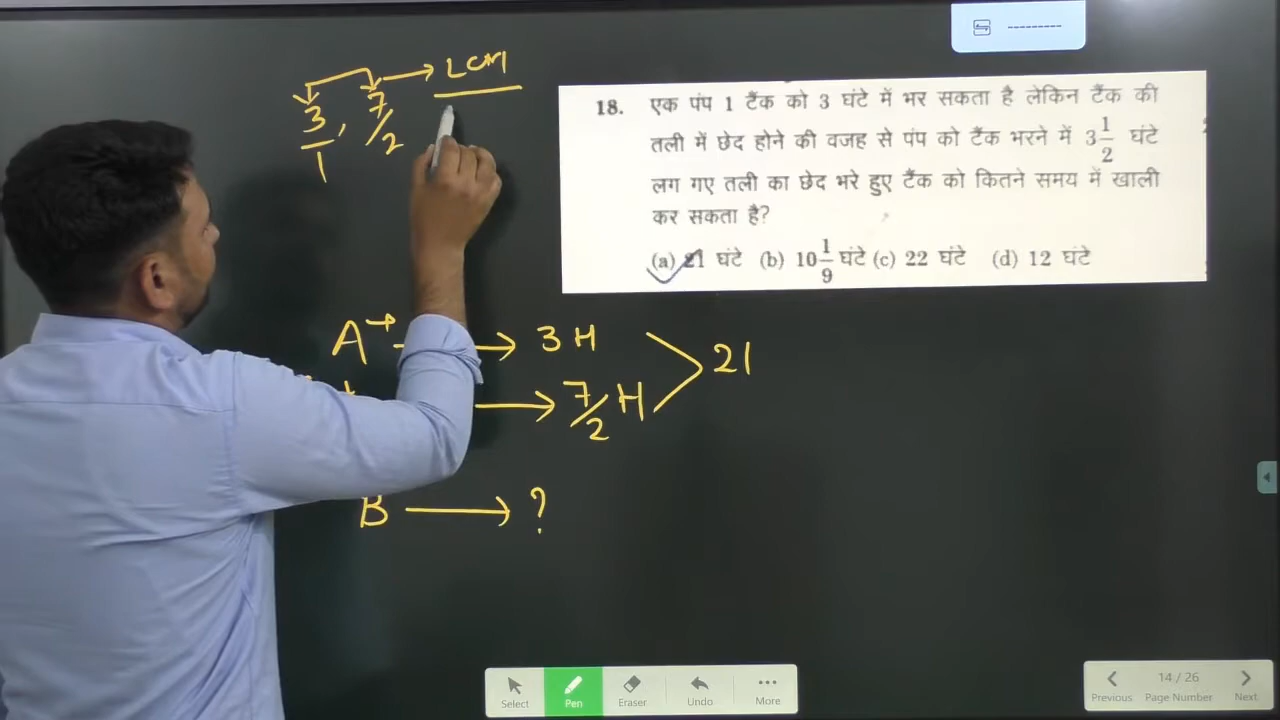 LCM
3/1, 7/2
18. एक पंप 1 टैंक को 3 घंटे में भर सकता है लेकिन टैंक की
तली में छेद होने की वजह से पंप को टैंक भरने में 3 1/2 घंटे
लग गए तली का छेद भरे हुए टैंक को कितने समय में खाली
कर सकता है?
(a) 21 घंटे (b) 10 1/9 घंटे (c) 22 घंटे (d) 12 घंटे
A → 3 H
7/2 H
21
B → ?
Select Pen Eraser Undo More
14 / 26
Previous Page Number Next